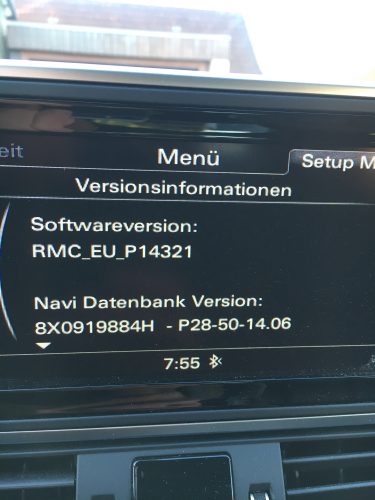 eit Menü Setup M
Versionsinformationen
Softwareversion:
RMC_EU_P14321
Navi Datenbank Version:
8X0919884H - P28-50-14.06
7:55